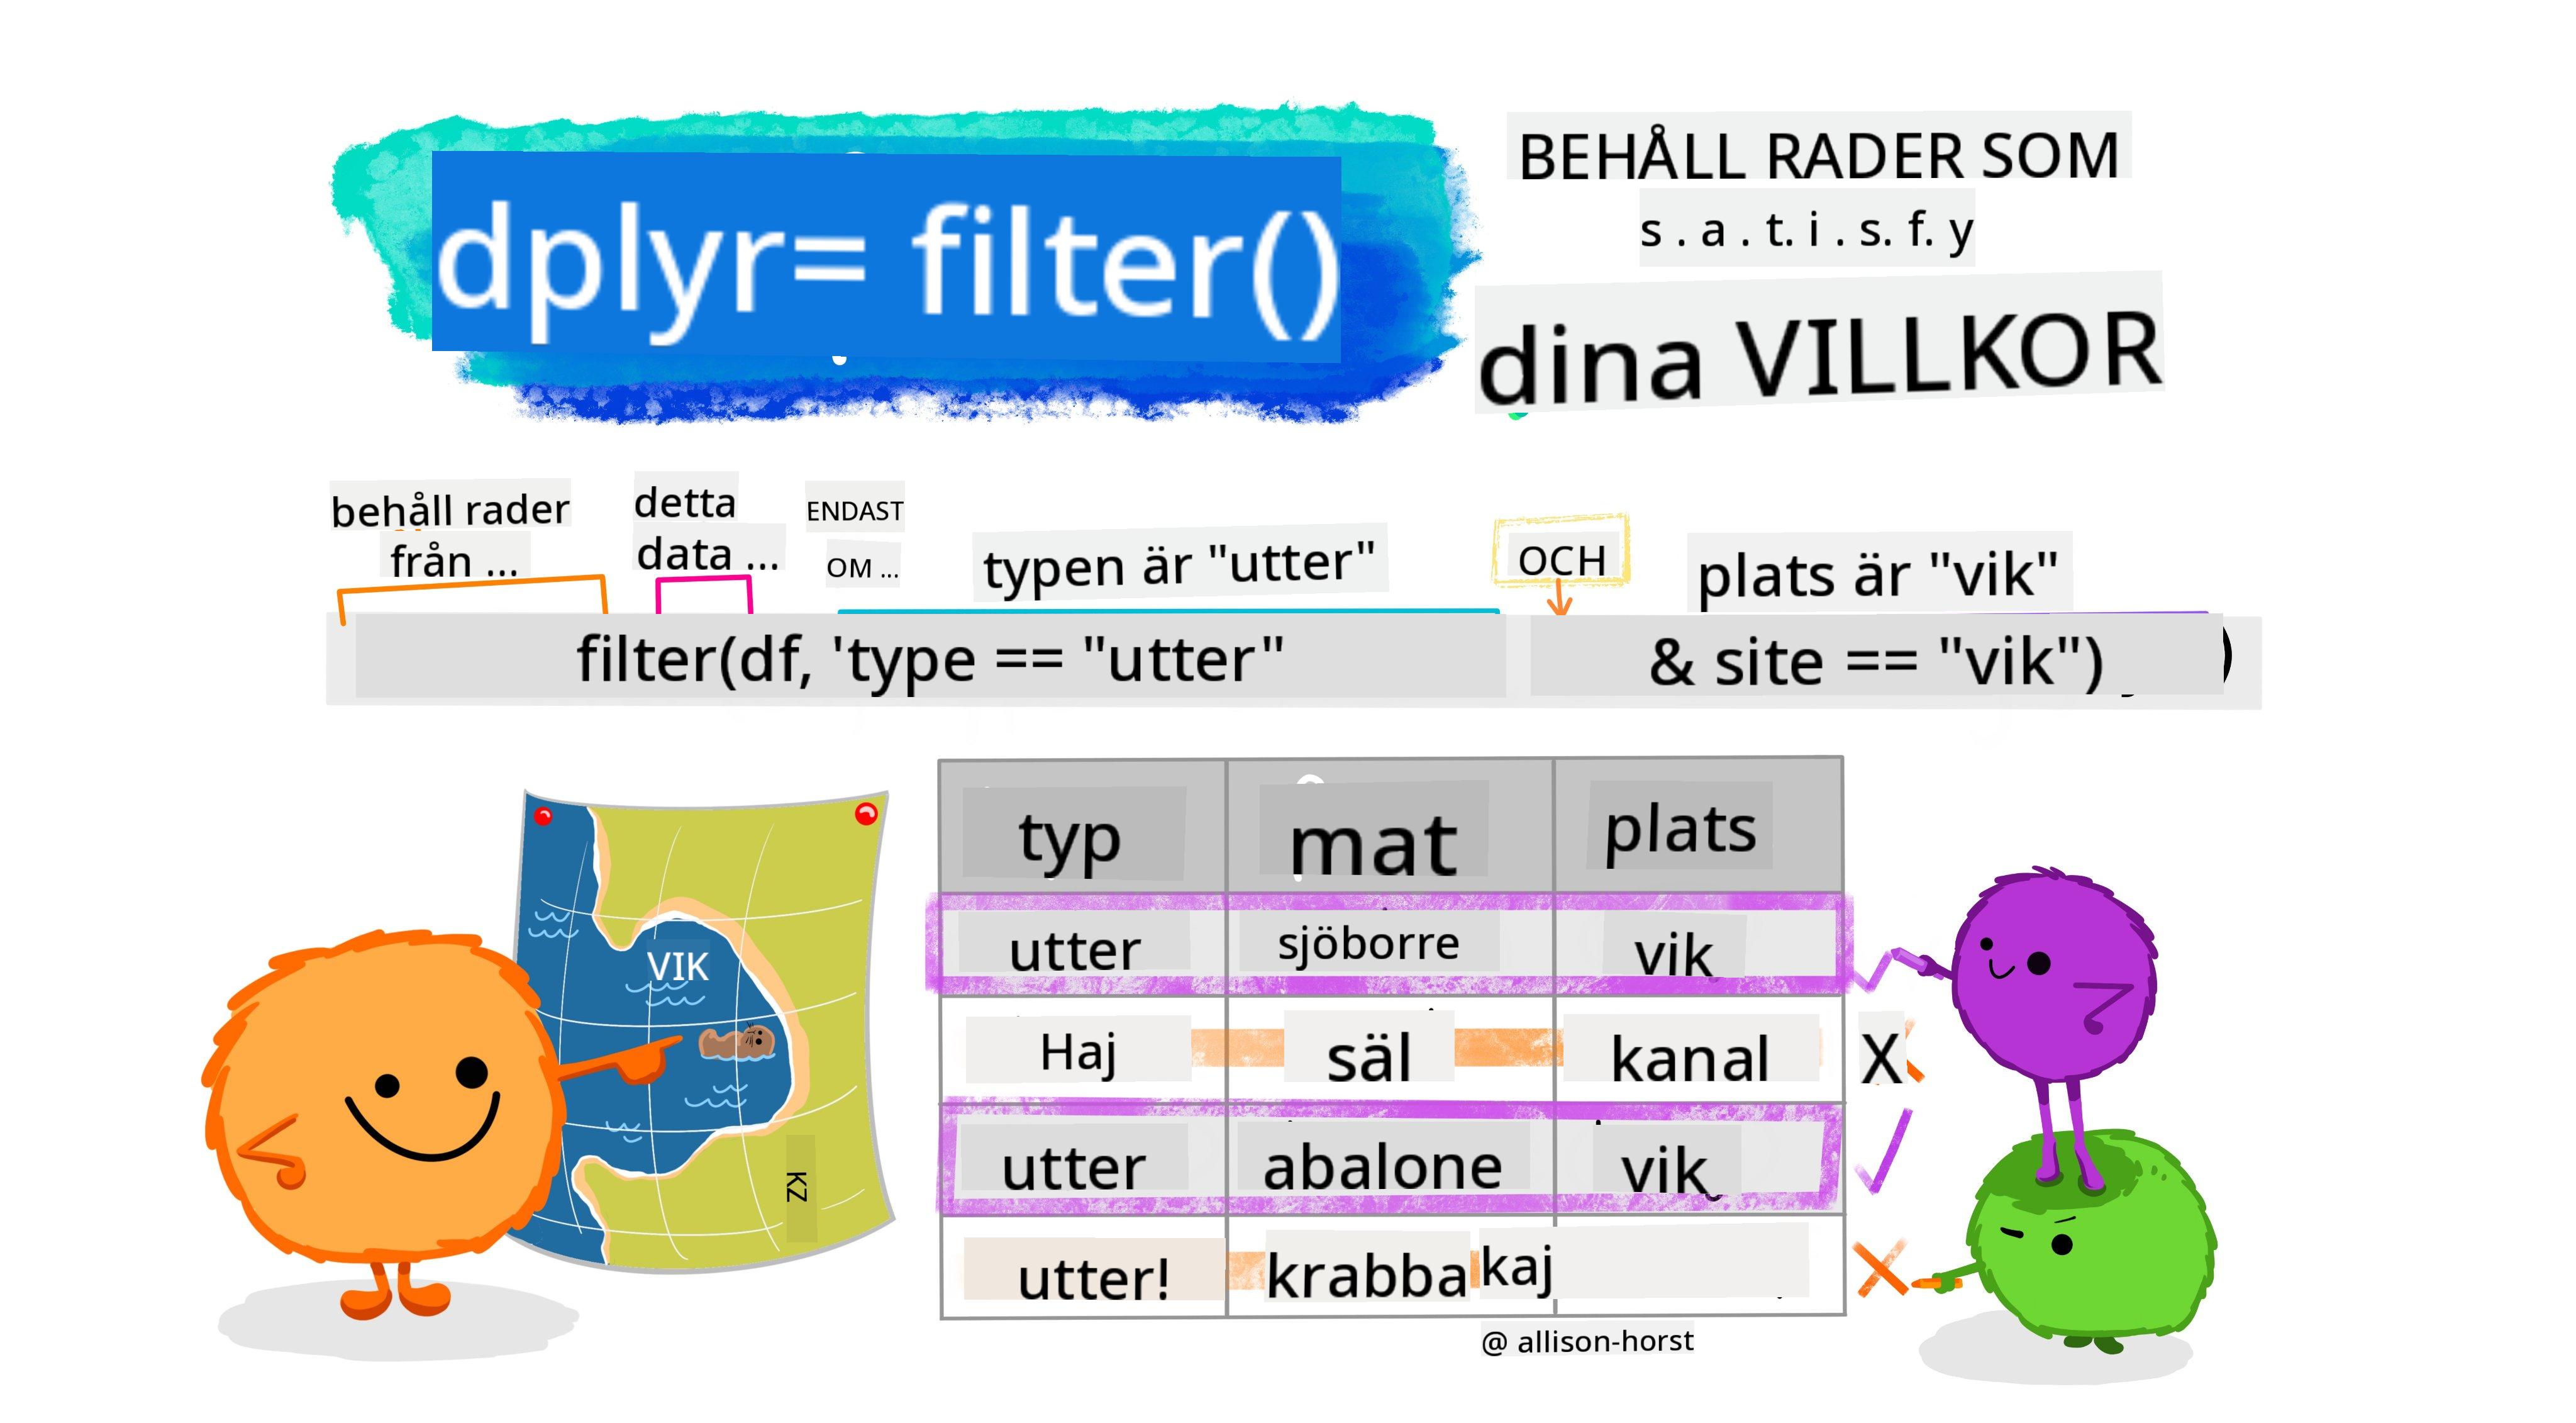 dplyr= filter()
BEHÅLL RADER SOM
s . a . t. i . s. f. y
dina VILLKOR
behåll rader
från ...
detta
data ...
ENDAST
OM ...
typen är "utter"
OCH
plats är "vik"
filter(df, 'type == "utter" & site == "vik")
VIK
KZ
typ mat plats
utter sjöborre vik
Haj säl kanal X
utter abalone vik
utter! krabba kaj
@ allison-horst